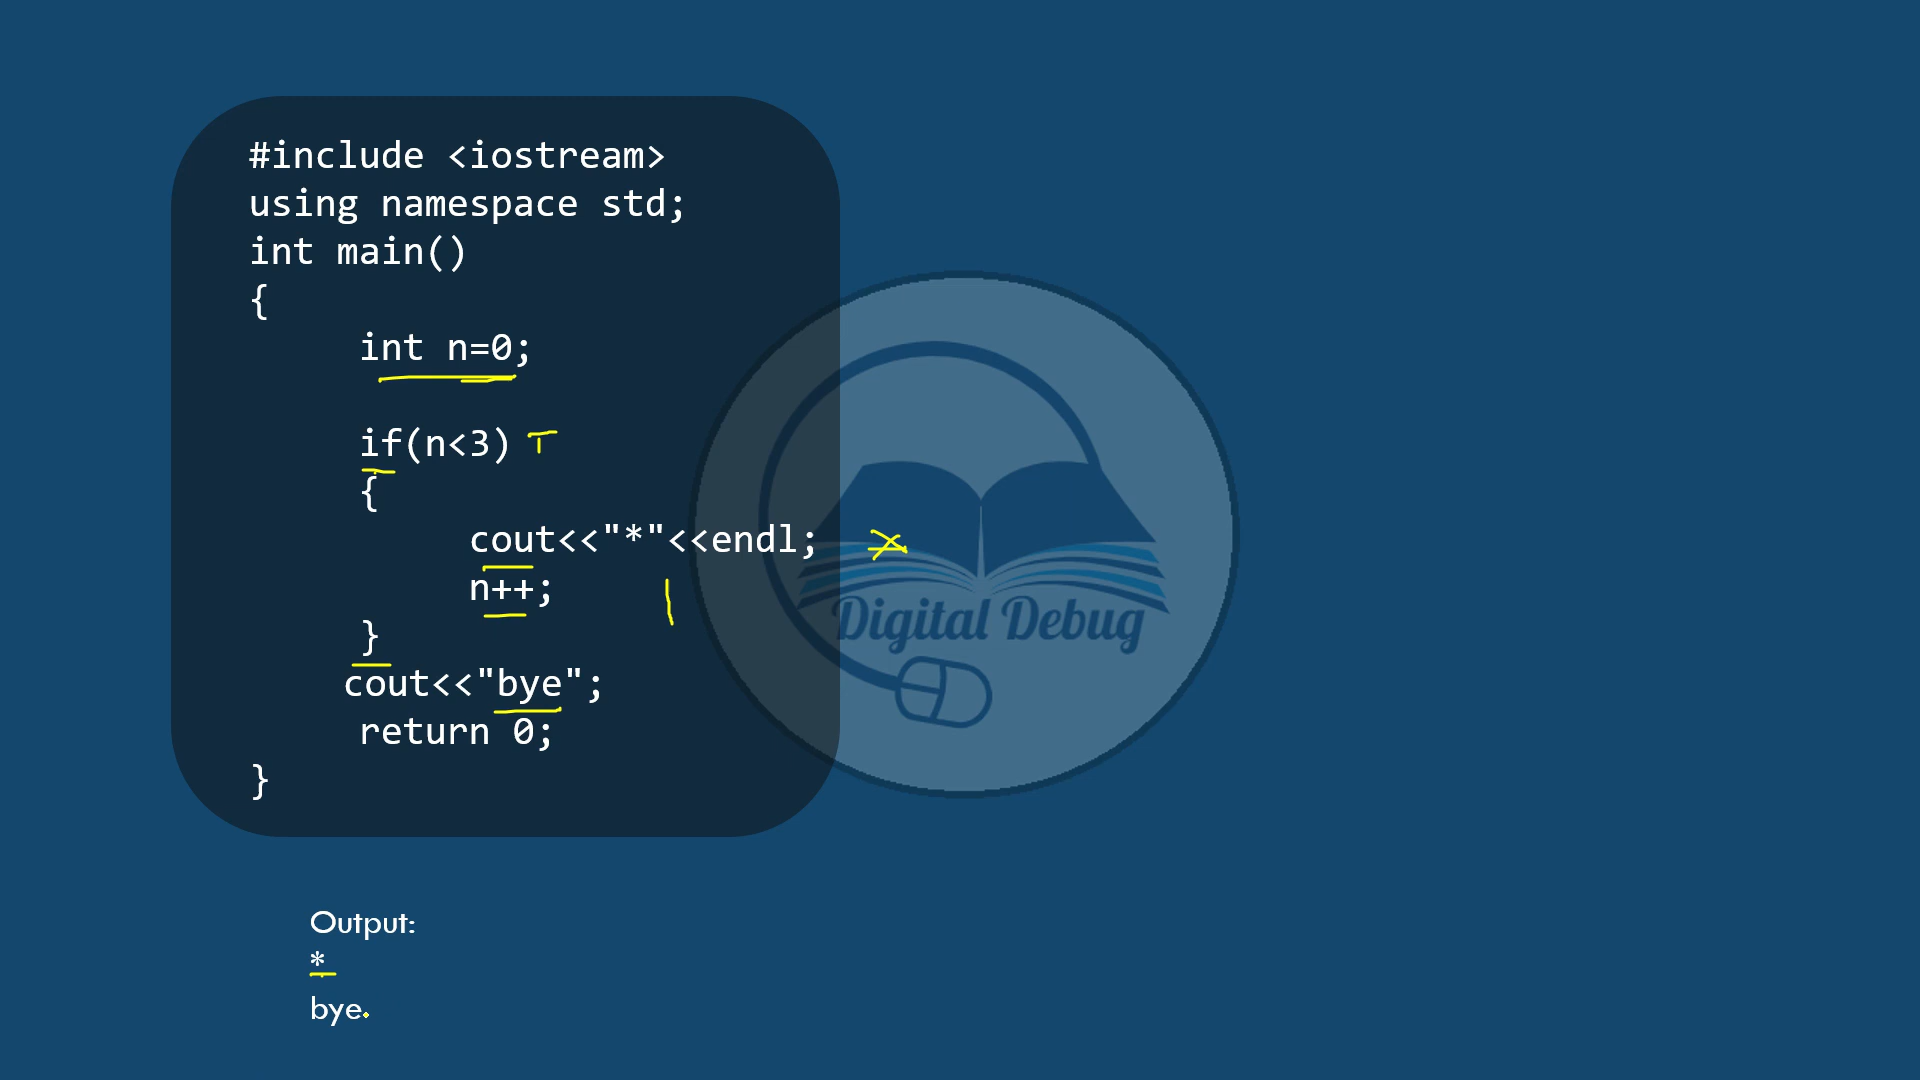 #include <iostream>
using namespace std;
int main()
{
int n=0;
if(n<3) T
{
cout<<"*"<<endl; *
n++; 1
}
cout<<"bye";
return 0;
}
Digital Debug
Output:
*
bye.